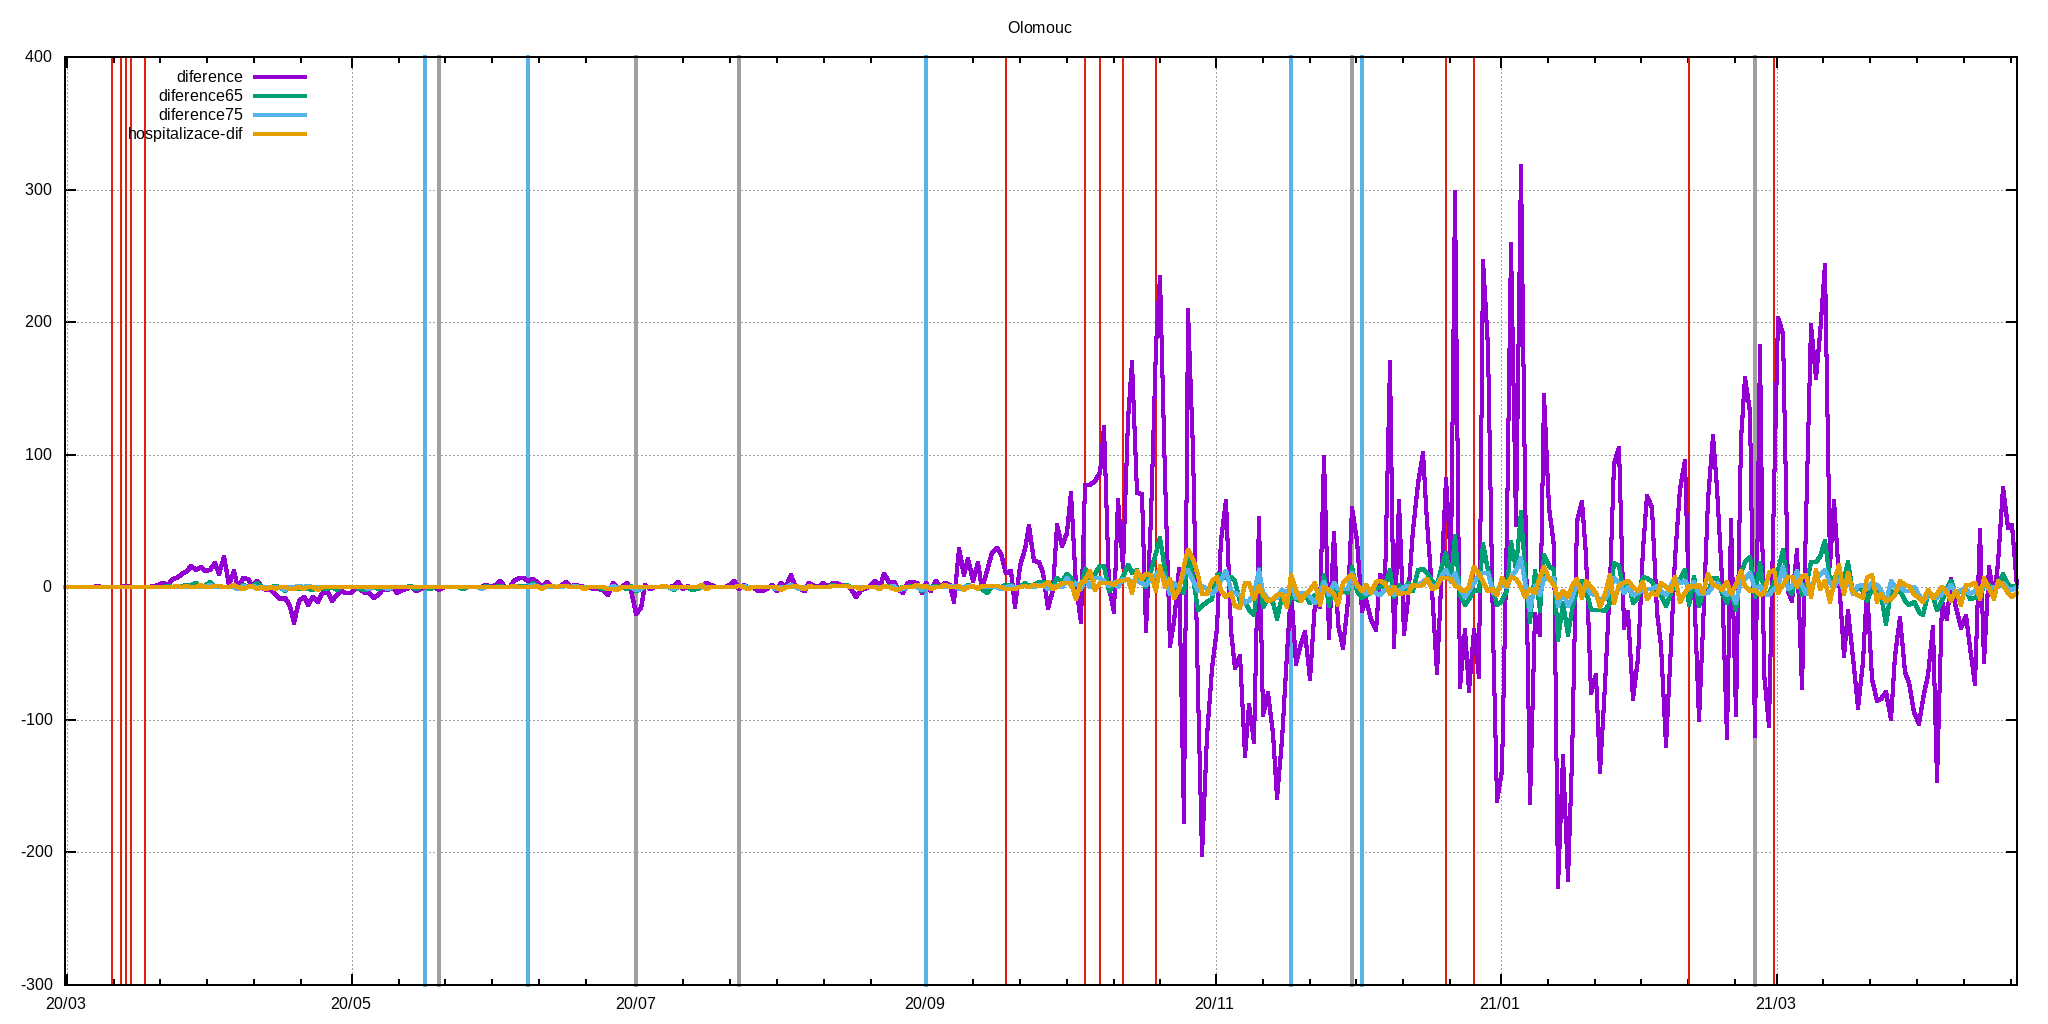 Olomouc
400
diference
diference65
diference75
hospitalizace-dif
300
200
100
0
-100
-200
-300
20/03 20/05 20/07 20/09 20/11 21/01 21/03